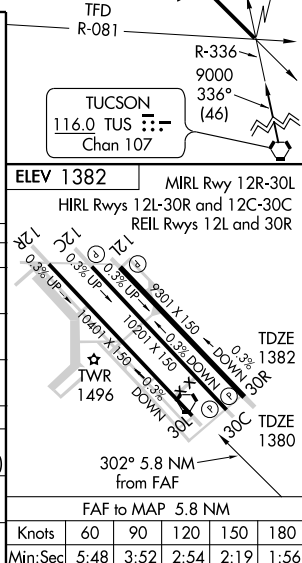 TFD
R-081
R-336
9000
336°
(46)
TUCSON
116.0 TUS
Chan 107
ELEV 1382
MIRL Rwy 12R-30L
HIRL Rwys 12L-30R and 12C-30C
REIL Rwys 12L and 30R
12R
12C
12L
P
P
0.3% UP
0.3% UP
0.3% UP
9301 X 150
10201 X 150
10401 X 150
0.3% DOWN
0.3% DOWN
0.3%
DOWN
TDZE
1382
30R
TWR
1496
X X
P
P
30L
30C
TDZE
1380
302° 5.8 NM
from FAF
FAF to MAP 5.8 NM
Knots 60 90 120 150 180
Min:Sec 5:48 3:52 2:54 2:19 1:56